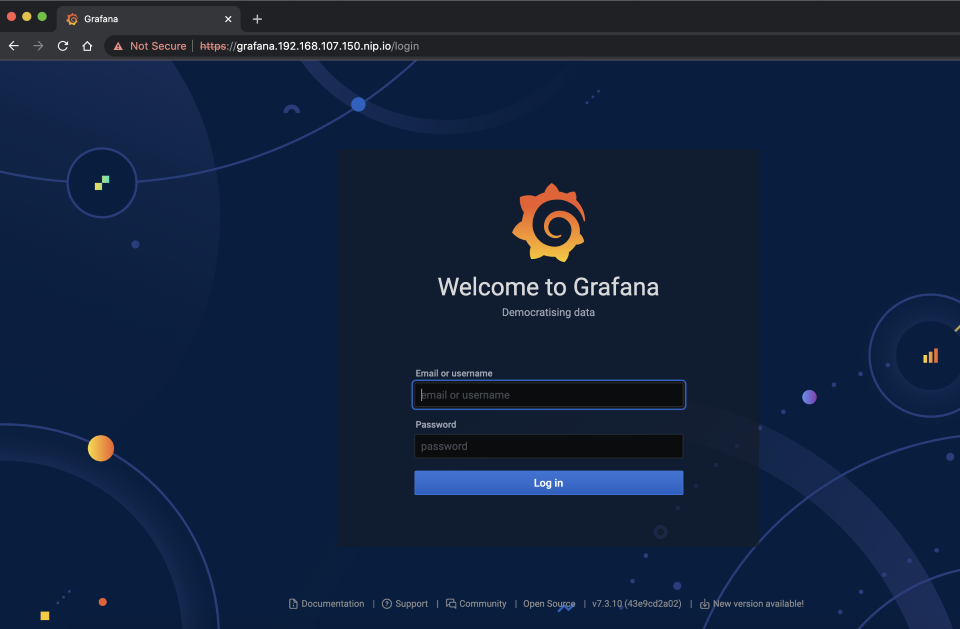 Grafana
Not Secure https://grafana.192.168.107.150.nip.io/login
Welcome to Grafana
Democratising data
Email or username
email or username
Password
password
Log in
Documentation | Support | Community | Open Source | v7.3.10 (43e9cd2a02) | New version available!